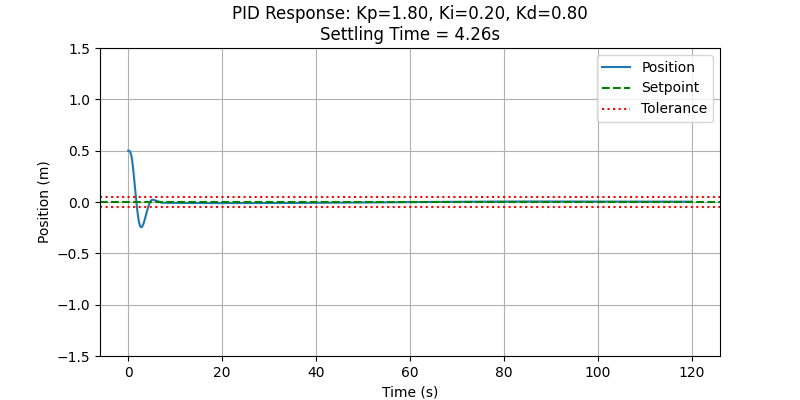 PID Response: Kp=1.80, Ki=0.20, Kd=0.80
Settling Time = 4.26s
1.5
1.0
0.5
0.0
−0.5
−1.0
−1.5
Position (m)
Position
Setpoint
Tolerance
0 20 40 60 80 100 120
Time (s)